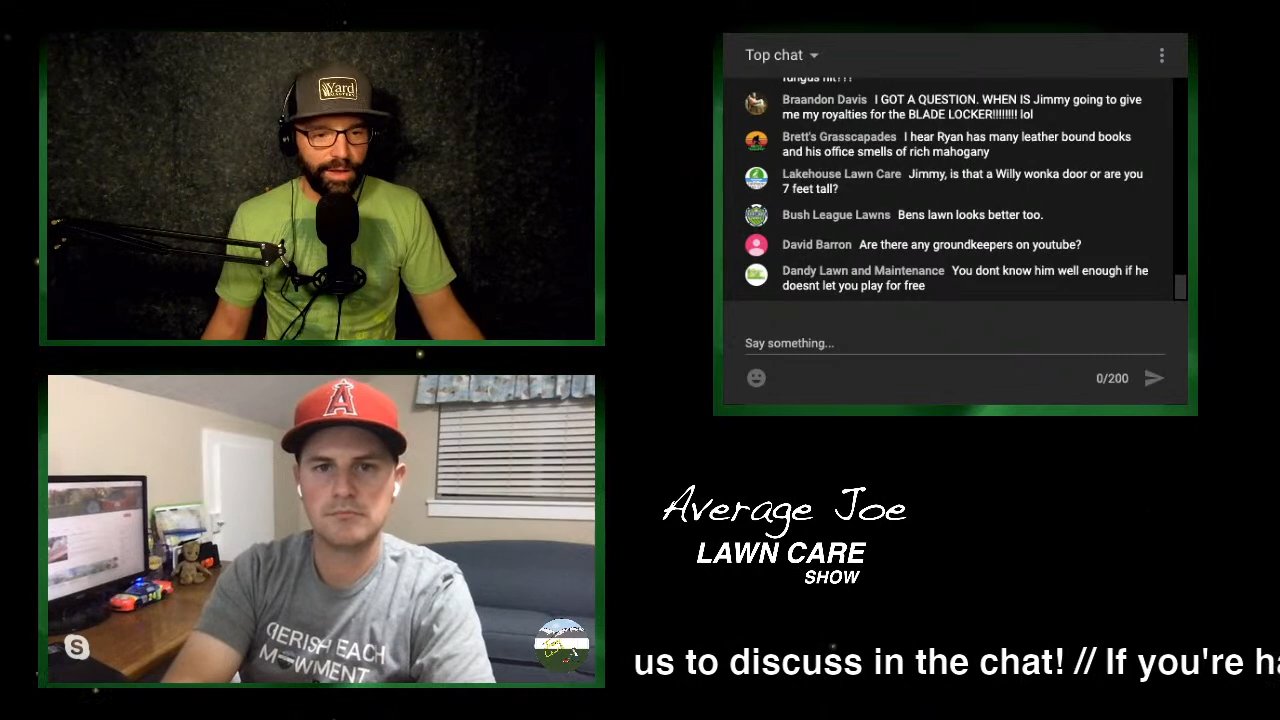 Yard
Top chat
fungus hit???
Braandon Davis I GOT A QUESTION. WHEN IS Jimmy going to give
me my royalties for the BLADE LOCKER!!!!!!!! lol
Brett's Grasscapades I hear Ryan has many leather bound books
and his office smells of rich mahogany
Lakehouse Lawn Care Jimmy, is that a Willy wonka door or are you
7 feet tall?
Bush League Lawns Bens lawn looks better too.
David Barron Are there any groundkeepers on youtube?
Dandy Lawn and Maintenance You dont know him well enough if he
doesnt let you play for free
Say something...
0/200
A
24
S
CHERISH EACH
MOWMENT
Average Joe
LAWN CARE
SHOW
us to discuss in the chat! // If you're ha